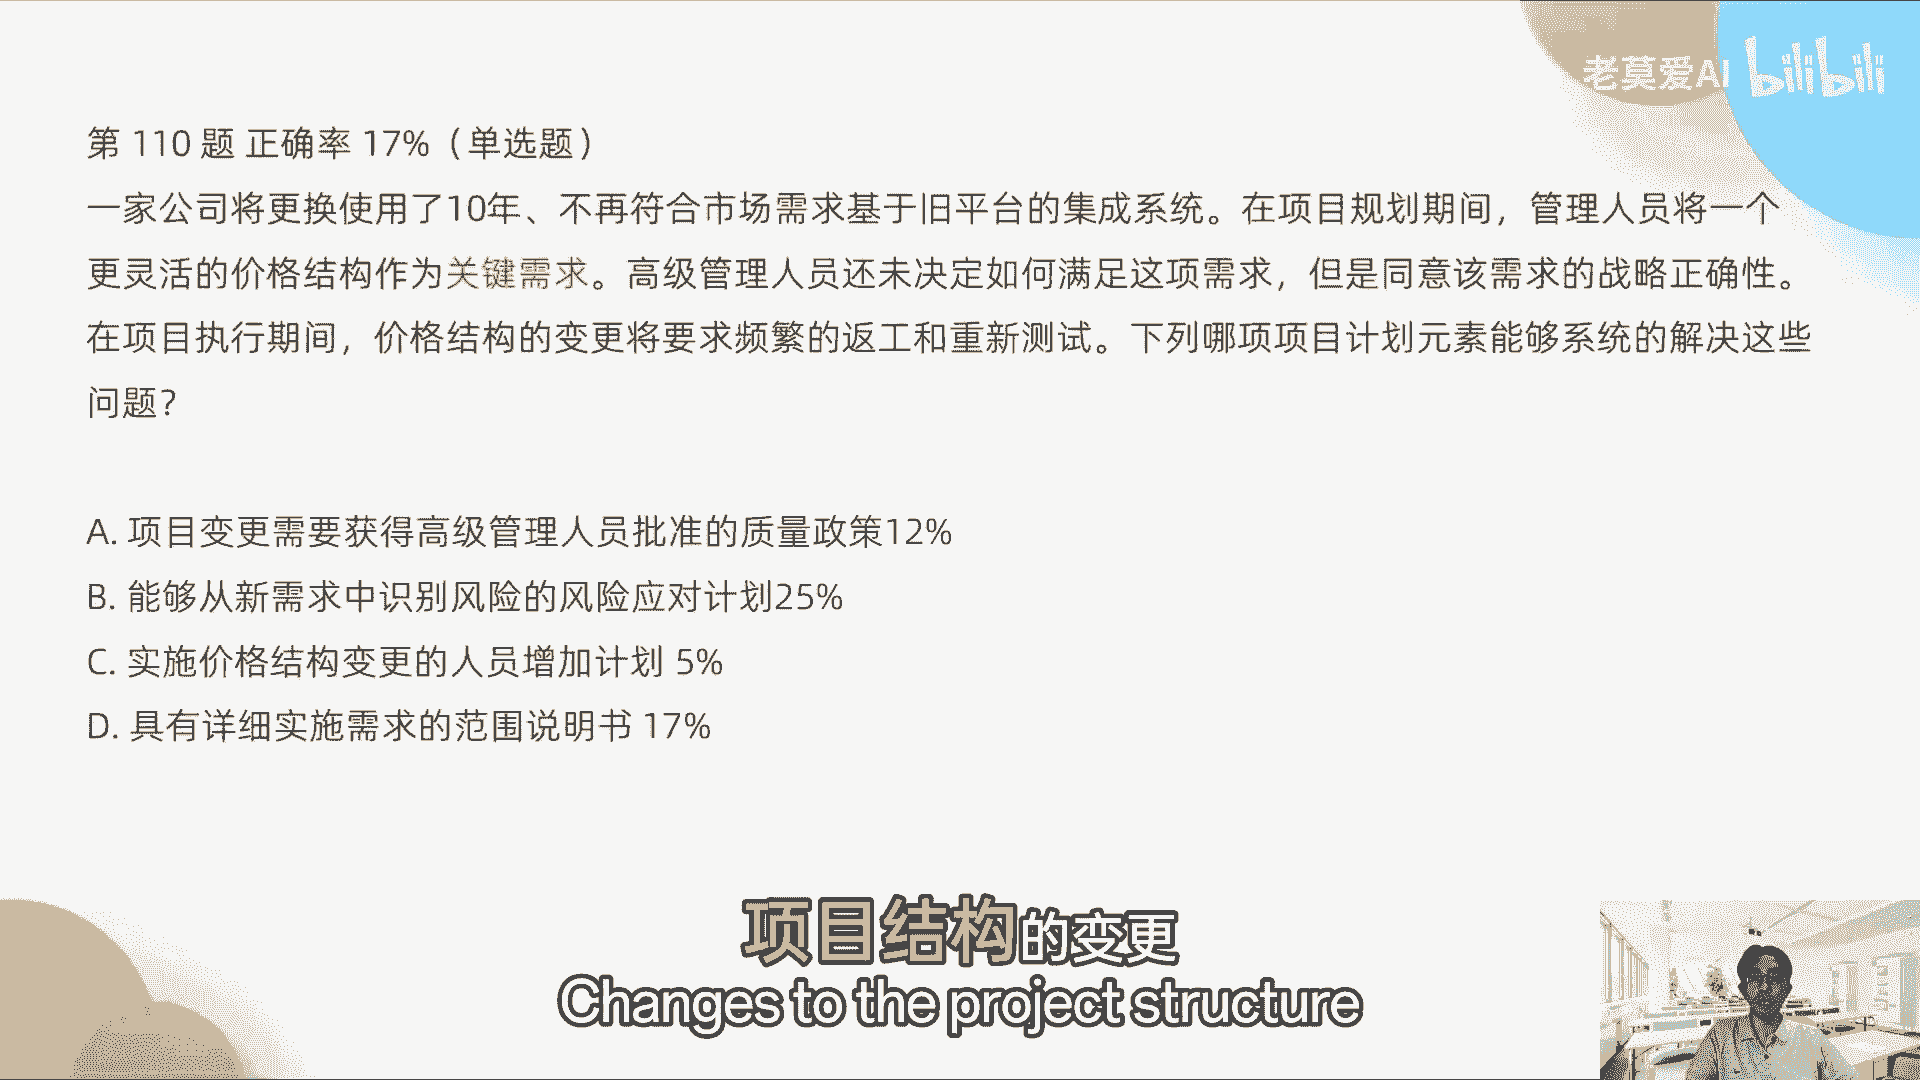 老莫爱AI bilibili
第 110 题 正确率 17%（单选题）
一家公司将更换使用了10年、不再符合市场需求基于旧平台的集成系统。在项目规划期间，管理人员将一个
更灵活的价格结构作为关键需求。高级管理人员还未决定如何满足这项需求，但是同意该需求的战略正确性。
在项目执行期间，价格结构的变更将要求频繁的返工和重新测试。下列哪项项目计划元素能够系统的解决这些
问题？
A. 项目变更需要获得高级管理人员批准的质量政策12%
B. 能够从新需求中识别风险的风险应对计划25%
C. 实施价格结构变更的人员增加计划 5%
D. 具有详细实施需求的范围说明书 17%
项目结构的变更
Changes to the project structure